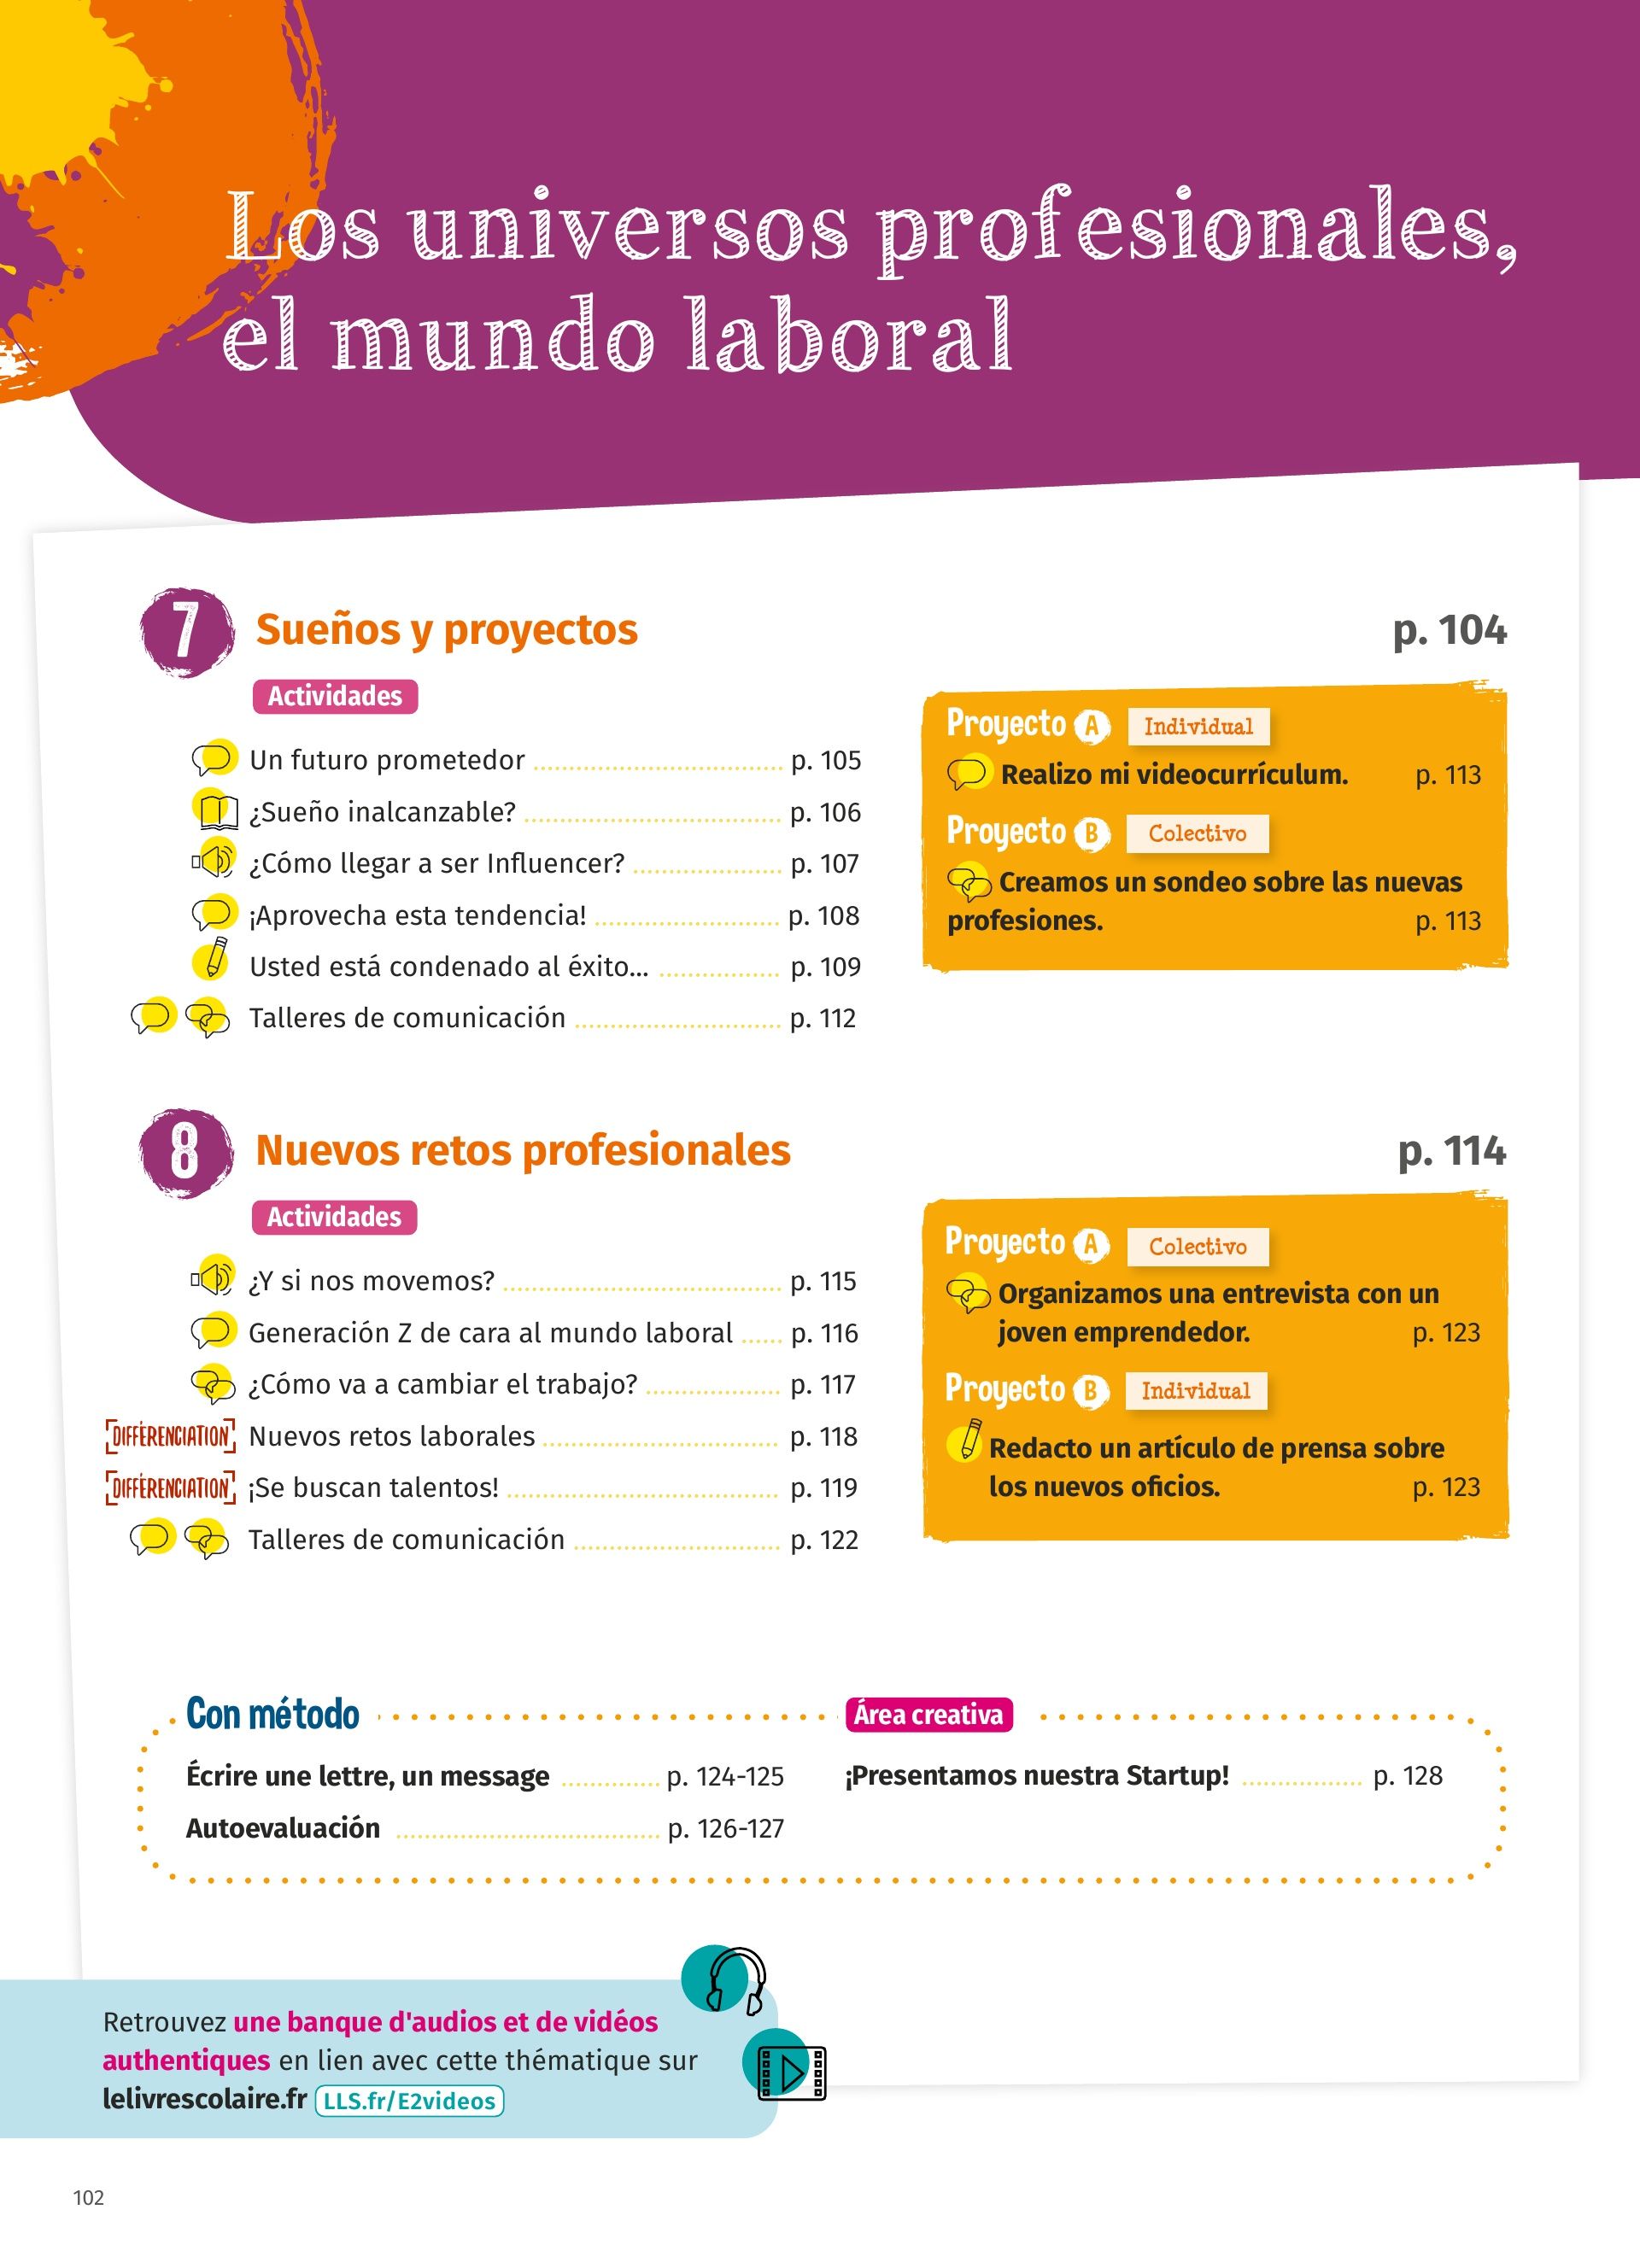 Los universos profesionales,
el mundo laboral
7 Sueños y proyectos p. 104
Actividades
Un futuro prometedor p. 105
¿Sueño inalcanzable? p. 106
¿Cómo llegar a ser Influencer? p. 107
¡Aprovecha esta tendencia! p. 108
Usted está condenado al éxito... p. 109
Talleres de comunicación p. 112
Proyecto A Individual
Realizo mi videocurrículum. p. 113
Proyecto B Colectivo
Creamos un sondeo sobre las nuevas
profesiones. p. 113
8 Nuevos retos profesionales p. 114
Actividades
¿Y si nos movemos? p. 115
Generación Z de cara al mundo laboral p. 116
¿Cómo va a cambiar el trabajo? p. 117
DIFFÉRENCIATION Nuevos retos laborales p. 118
DIFFÉRENCIATION ¡Se buscan talentos! p. 119
Talleres de comunicación p. 122
Proyecto A Colectivo
Organizamos una entrevista con un
joven emprendedor. p. 123
Proyecto B Individual
Redacto un artículo de prensa sobre
los nuevos oficios. p. 123
Con método
Écrire une lettre, un message p. 124-125
Autoevaluación p. 126-127
Área creativa
¡Presentamos nuestra Startup! p. 128
Retrouvez une banque d'audios et de vidéos
authentiques en lien avec cette thématique sur
lelivrescolaire.fr LLS.fr/E2videos
102